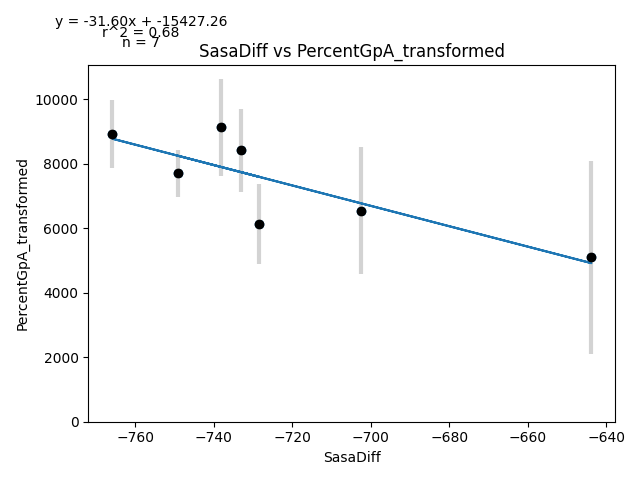 y = -31.60x + -15427.26
r^2 = 0.68
n = 7
SasaDiff vs PercentGpA_transformed
PercentGpA_transformed
10000
8000
6000
4000
2000
0
−760
−740
−720
−700
−680
−660
−640
SasaDiff